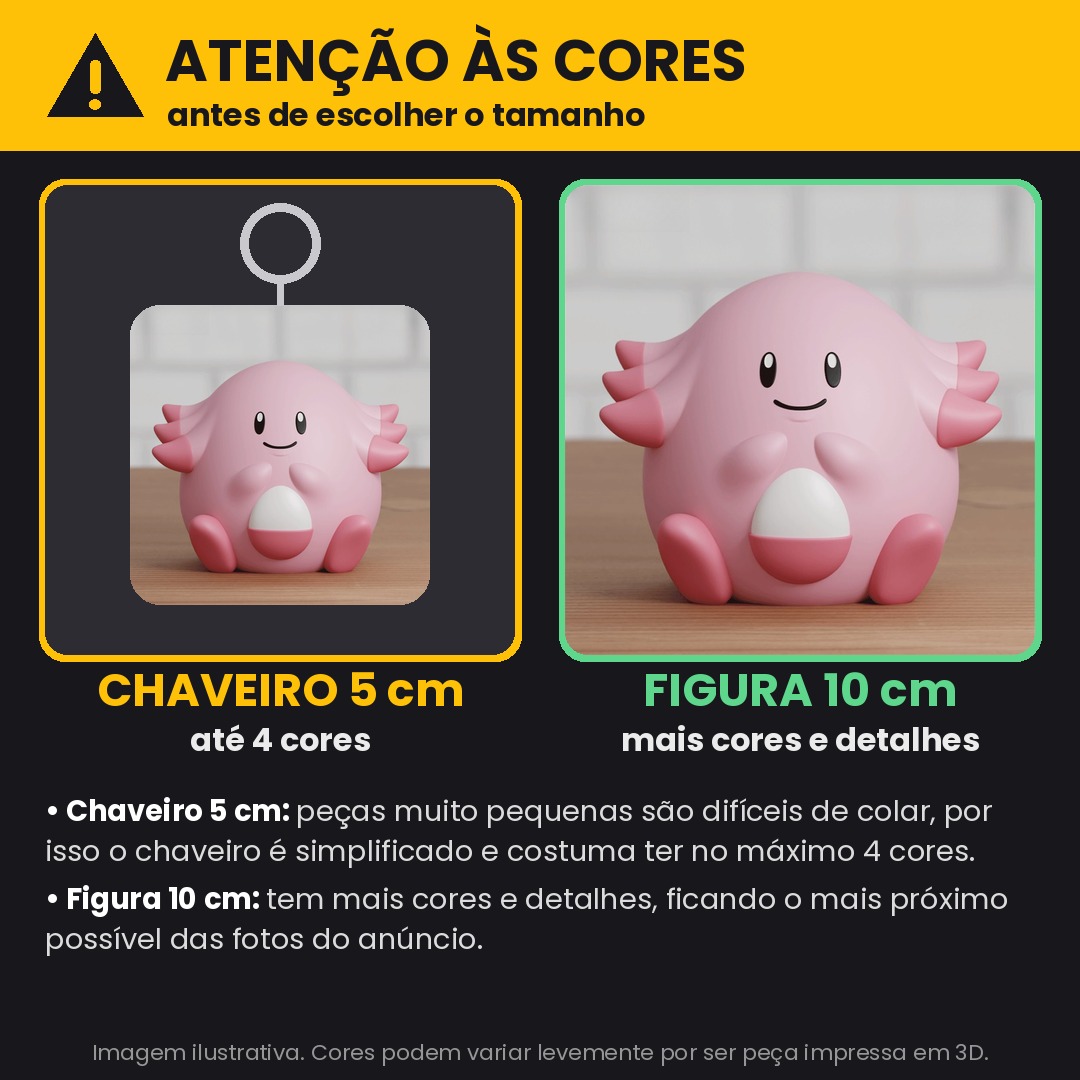 ATENÇÃO ÀS CORES
antes de escolher o tamanho
CHAVEIRO 5 cm
até 4 cores
FIGURA 10 cm
mais cores e detalhes
• Chaveiro 5 cm: peças muito pequenas são difíceis de colar, por
isso o chaveiro é simplificado e costuma ter no máximo 4 cores.
• Figura 10 cm: tem mais cores e detalhes, ficando o mais próximo
possível das fotos do anúncio.
Imagem ilustrativa. Cores podem variar levemente por ser peça impressa em 3D.